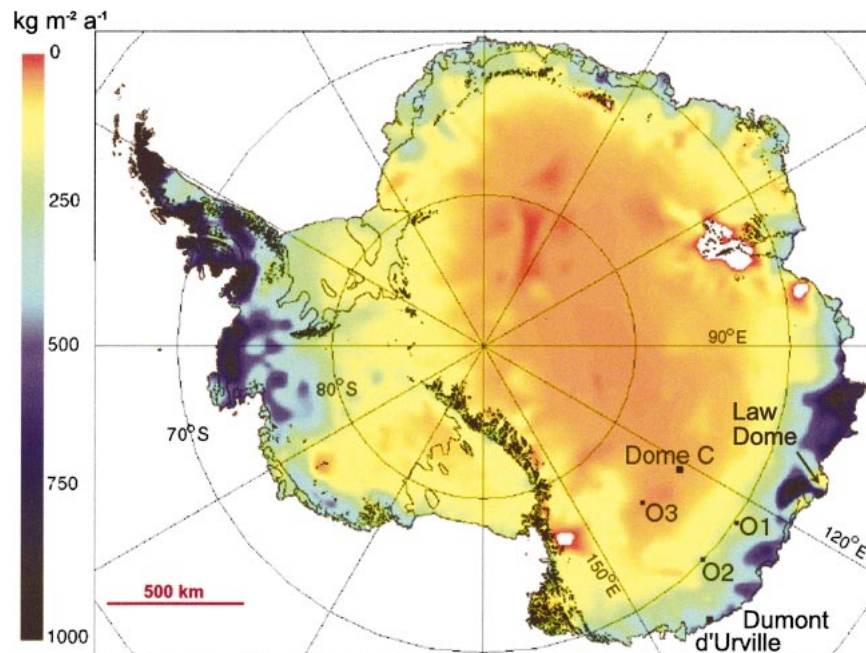 kg m⁻² a⁻¹
0
250
500
750
1000
80°S
70°S
90°E
Law
Dome
Dome C
O3
O1
O2
120°E
150°E
500 km
Dumont
d'Urville